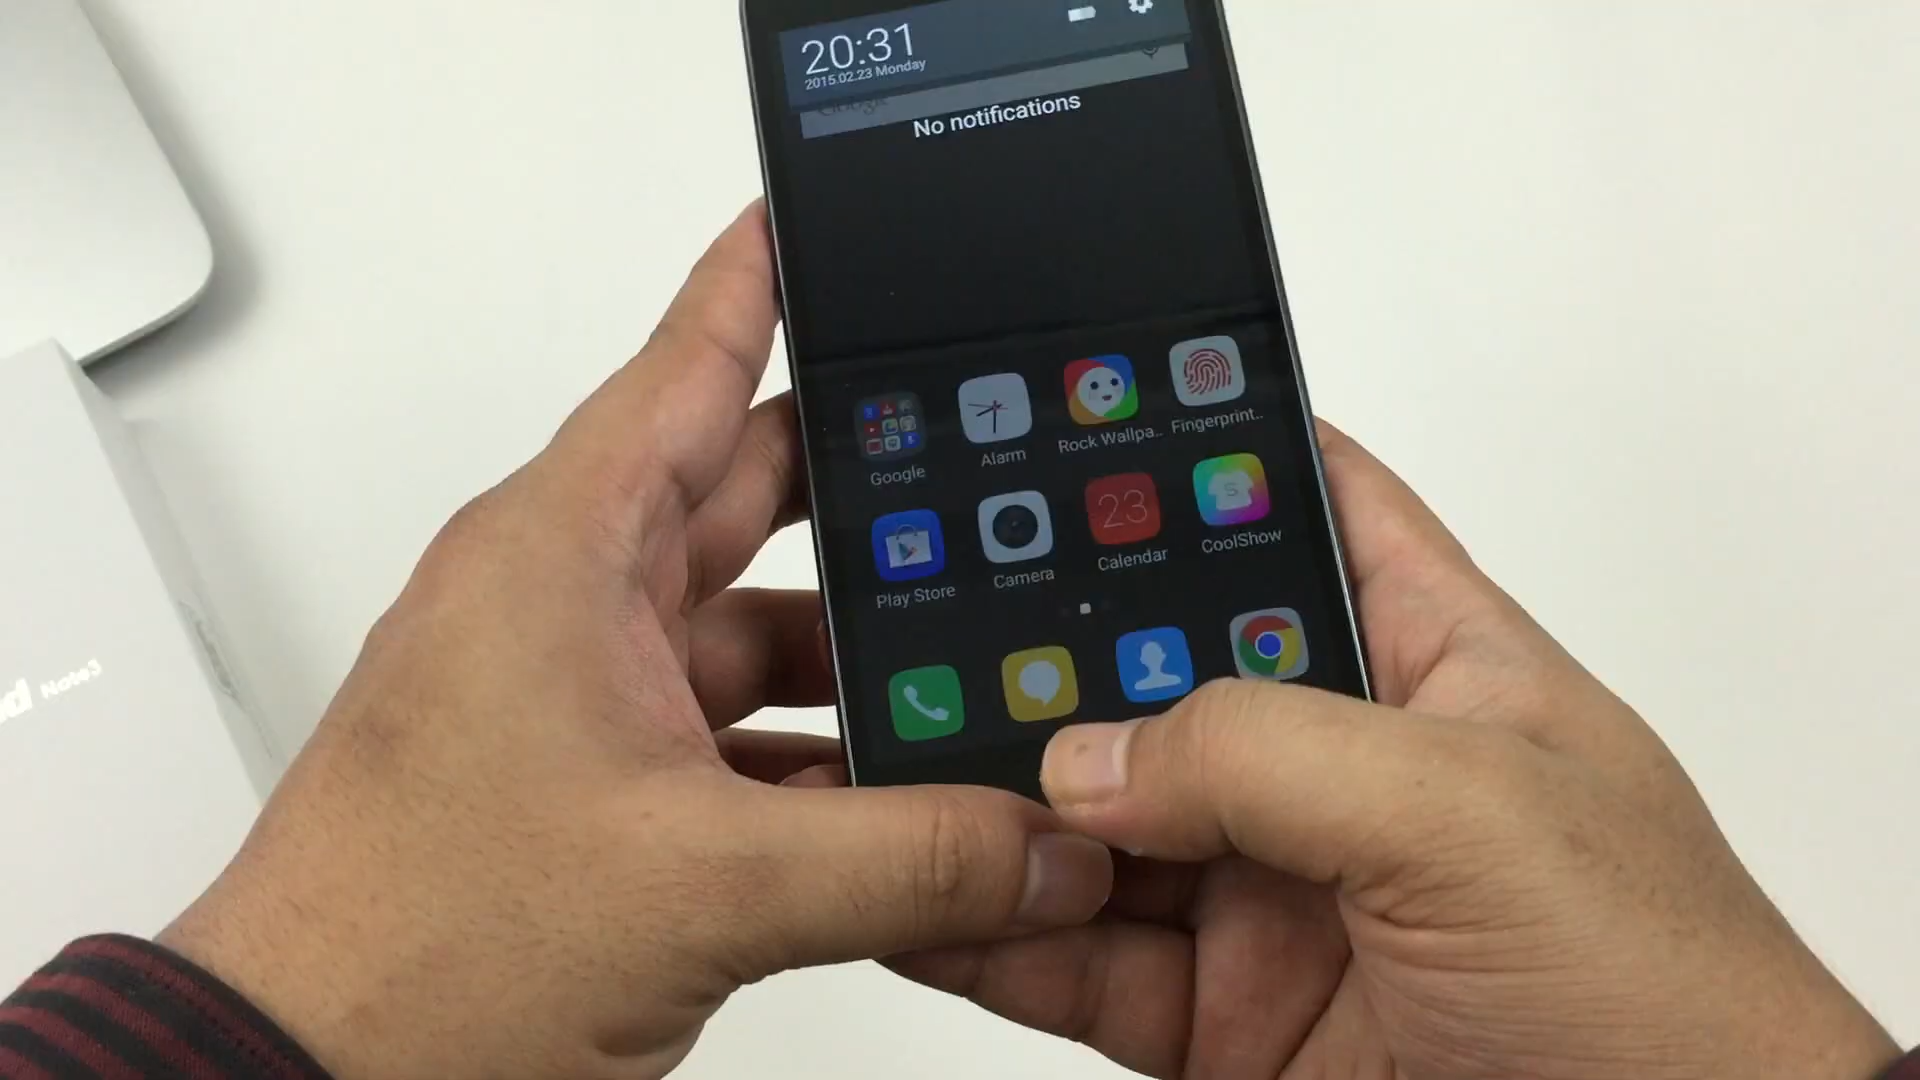 20:31
2015.02.23 Monday
Google
No notifications
Google
Alarm
Rock Wallpa..
Fingerprint..
Play Store
Camera
23
Calendar
S
CoolShow
Note3